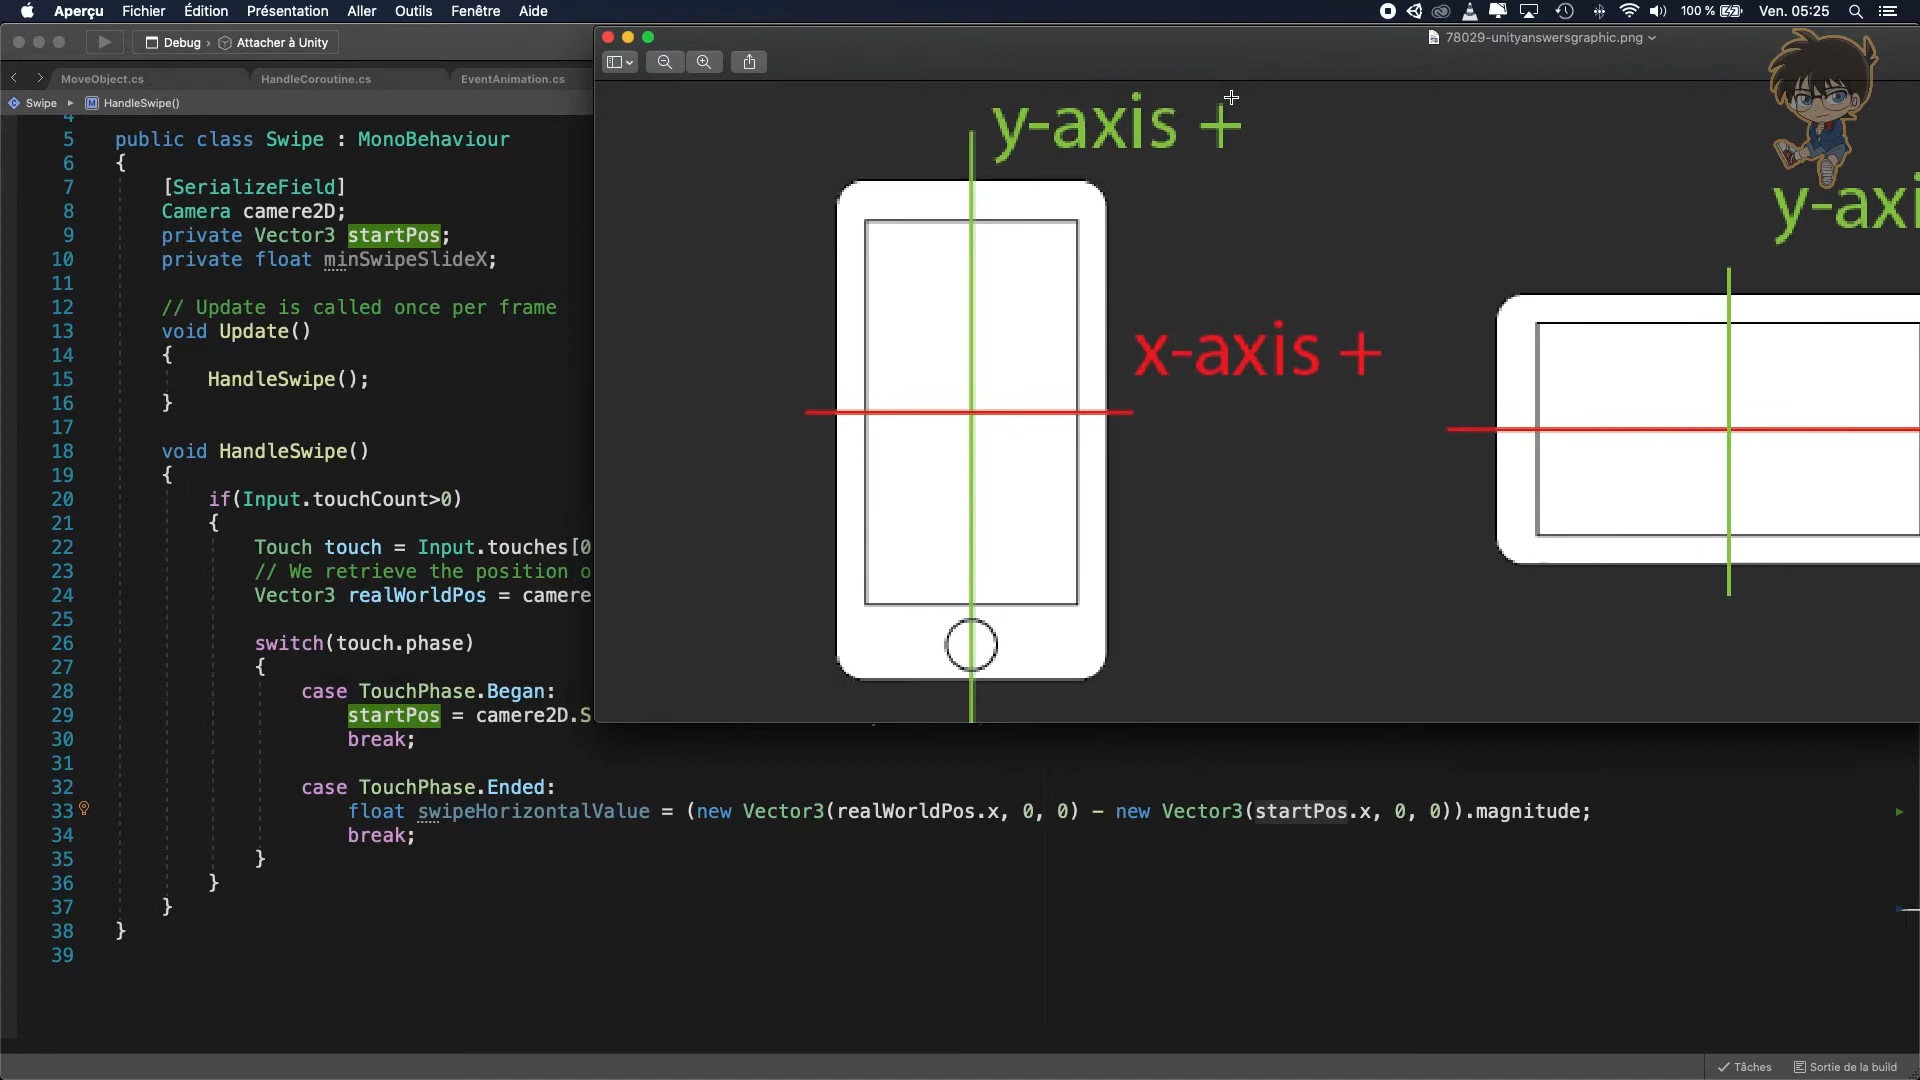 Aperçu Fichier Édition Présentation Aller Outils Fenêtre Aide 100 % Ven. 05:25
Debug › Attacher à Unity
78029-unityanswersgraphic.png
MoveObject.cs HandleCoroutine.cs EventAnimation.cs
Swipe ▸ M HandleSwipe()
4
5 public class Swipe : MonoBehaviour
6 {
7 [SerializeField]
8 Camera camere2D;
9 private Vector3 startPos;
10 private float minSwipeSlideX;
11
12 // Update is called once per frame
13 void Update()
14 {
15 HandleSwipe();
16 }
17
18 void HandleSwipe()
19 {
20 if(Input.touchCount>0)
21 {
22 Touch touch = Input.touches[0
23 // We retrieve the position o
24 Vector3 realWorldPos = camere
25
26 switch(touch.phase)
27 {
28 case TouchPhase.Began:
29 startPos = camere2D.S
30 break;
31
32 case TouchPhase.Ended:
33 float swipeHorizontalValue = (new Vector3(realWorldPos.x, 0, 0) - new Vector3(startPos.x, 0, 0)).magnitude;
34 break;
35 }
36 }
37 }
38 }
39
y-axis +
x-axis +
y-axi
Tâches Sortie de la build